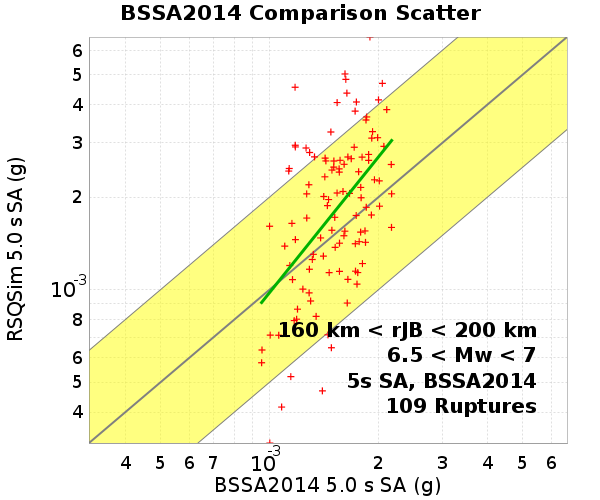 BSSA2014 Comparison Scatter
RSQSim 5.0 s SA (g)
6
5
4
3
2
10-3
8
6
5
4
160 km < rJB < 200 km
6.5 < Mw < 7
5s SA, BSSA2014
109 Ruptures
4 5 6 7 10-3 2 3 4 5 6
BSSA2014 5.0 s SA (g)